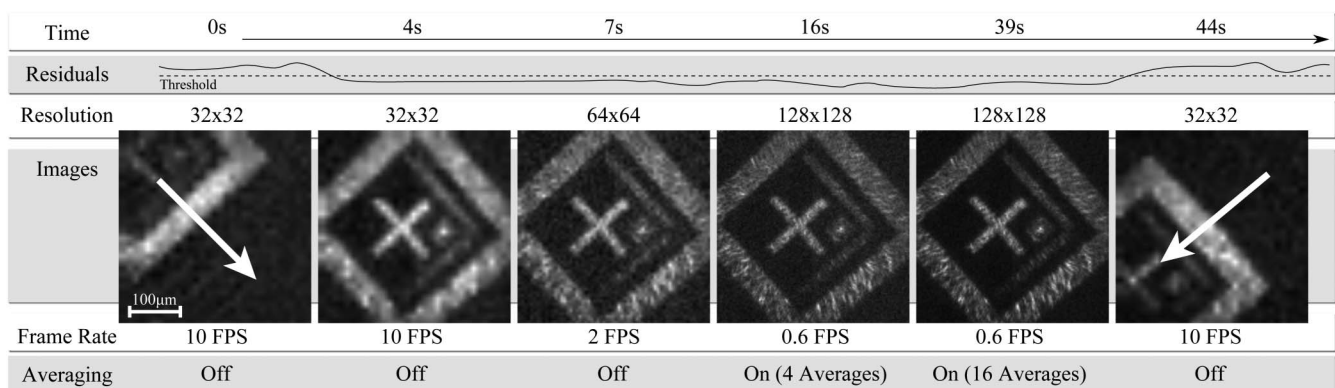 Time 0s 4s 7s 16s 39s 44s
Residuals
Threshold
Resolution 32x32 32x32 64x64 128x128 128x128 32x32
Images
100μm
Frame Rate 10 FPS 10 FPS 2 FPS 0.6 FPS 0.6 FPS 10 FPS
Averaging Off Off Off On (4 Averages) On (16 Averages) Off